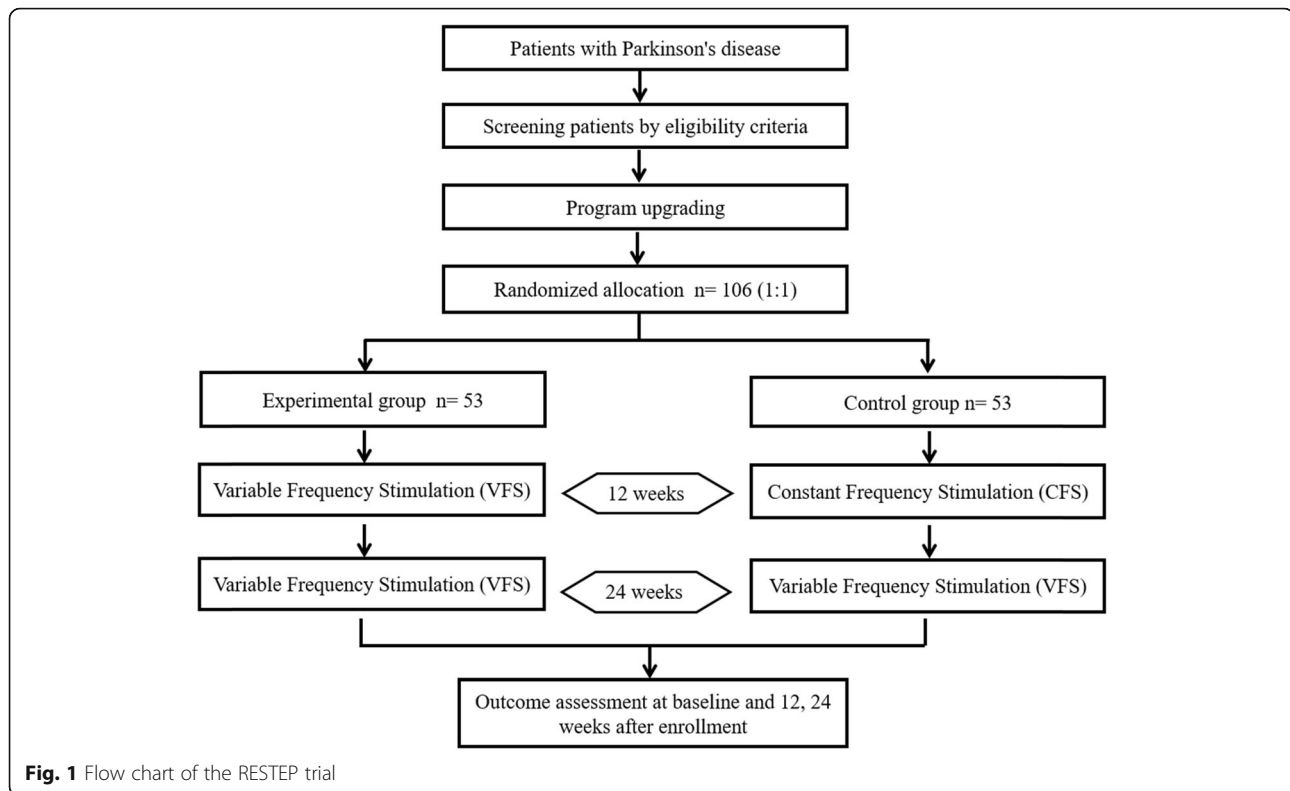 Patients with Parkinson's disease
Screening patients by eligibility criteria
Program upgrading
Randomized allocation n= 106 (1:1)
Experimental group n= 53
Control group n= 53
Variable Frequency Stimulation (VFS)
12 weeks
Constant Frequency Stimulation (CFS)
Variable Frequency Stimulation (VFS)
24 weeks
Variable Frequency Stimulation (VFS)
Outcome assessment at baseline and 12, 24
weeks after enrollment
Fig. 1 Flow chart of the RESTEP trial